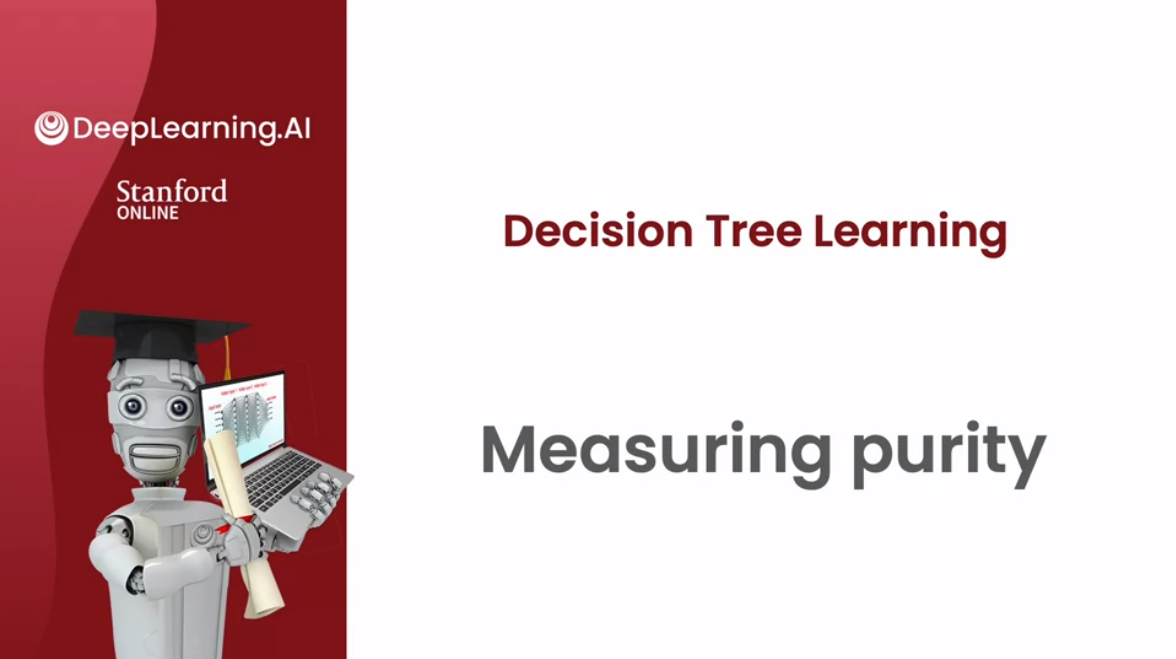 DeepLearning.AI
Stanford
ONLINE
Decision Tree Learning
Measuring purity